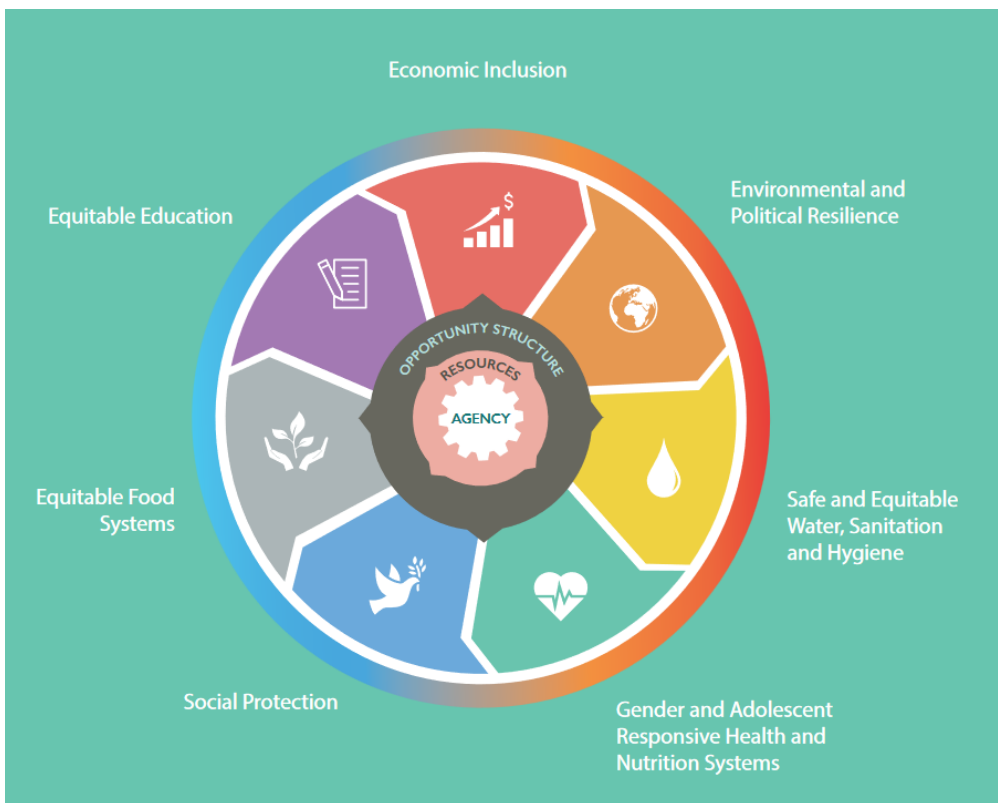 Economic Inclusion
Environmental and
Political Resilience
Equitable Education
$
OPPORTUNITY STRUCTURE
RESOURCES
AGENCY
Equitable Food
Systems
Safe and Equitable
Water, Sanitation
and Hygiene
Social Protection
Gender and Adolescent
Responsive Health and
Nutrition Systems